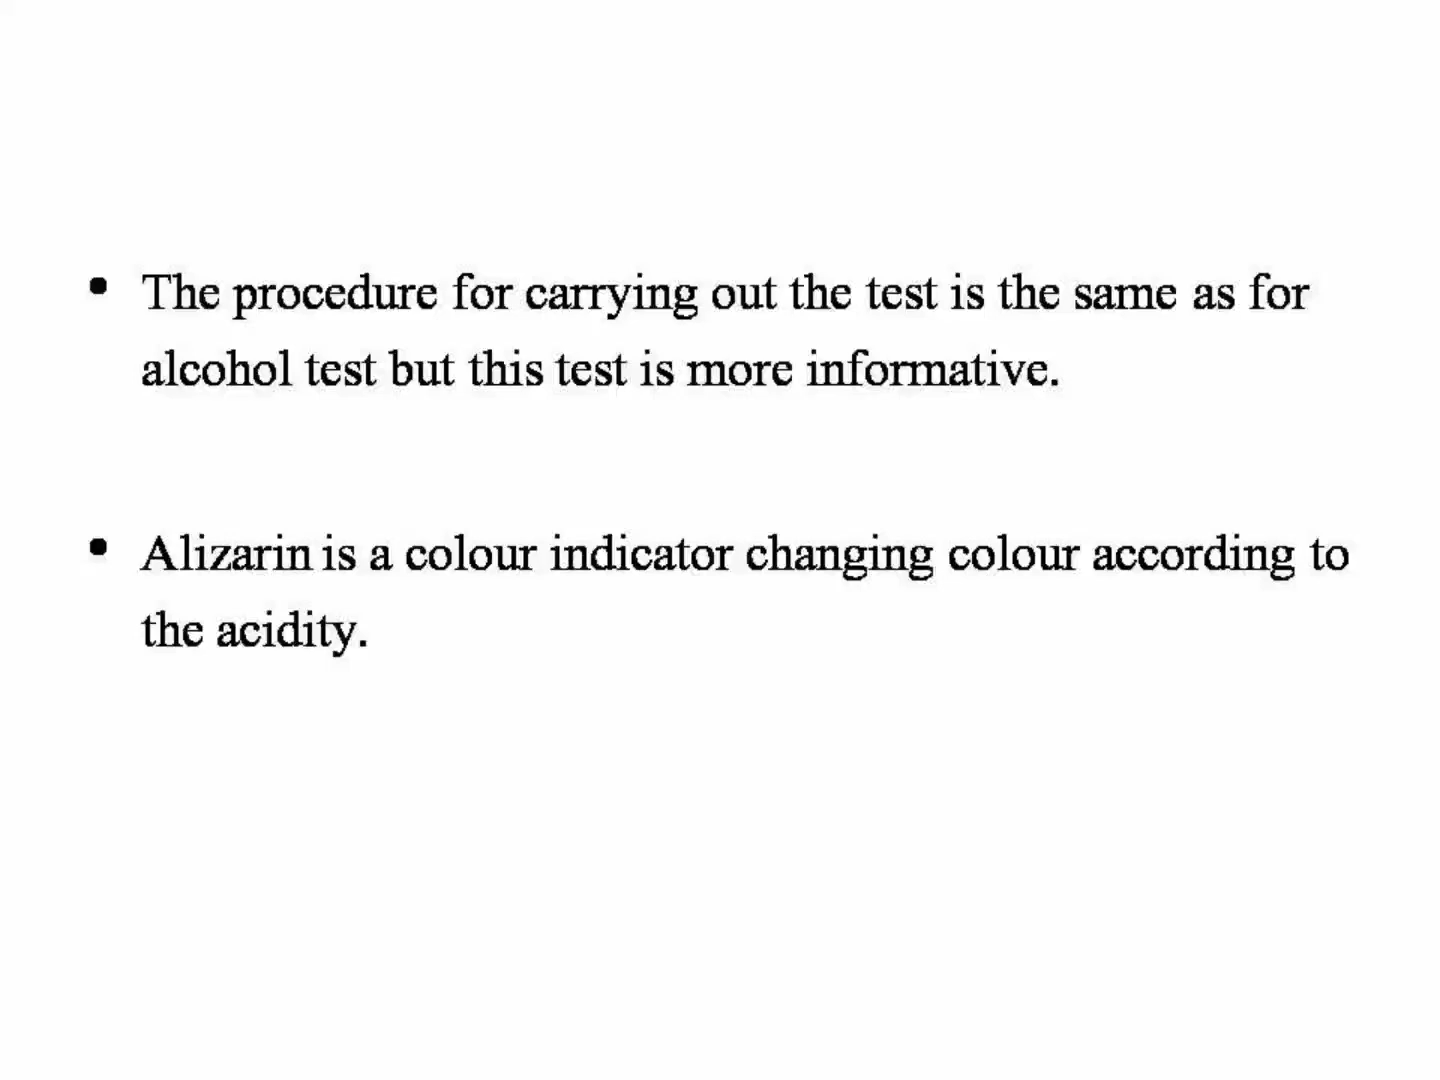 • The procedure for carrying out the test is the same as for
alcohol test but this test is more informative.
• Alizarin is a colour indicator changing colour according to
the acidity.